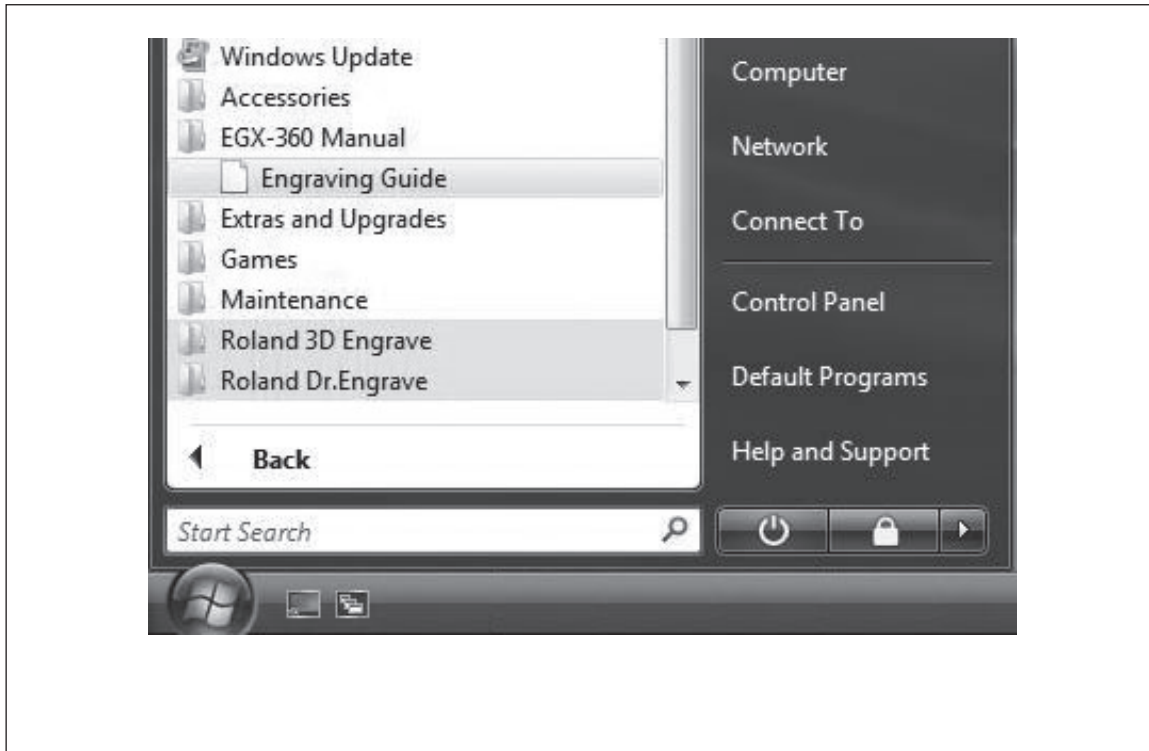 Windows Update
Accessories
EGX-360 Manual
Engraving Guide
Extras and Upgrades
Games
Maintenance
Roland 3D Engrave
Roland Dr.Engrave
Back
Start Search
Computer
Network
Connect To
Control Panel
Default Programs
Help and Support